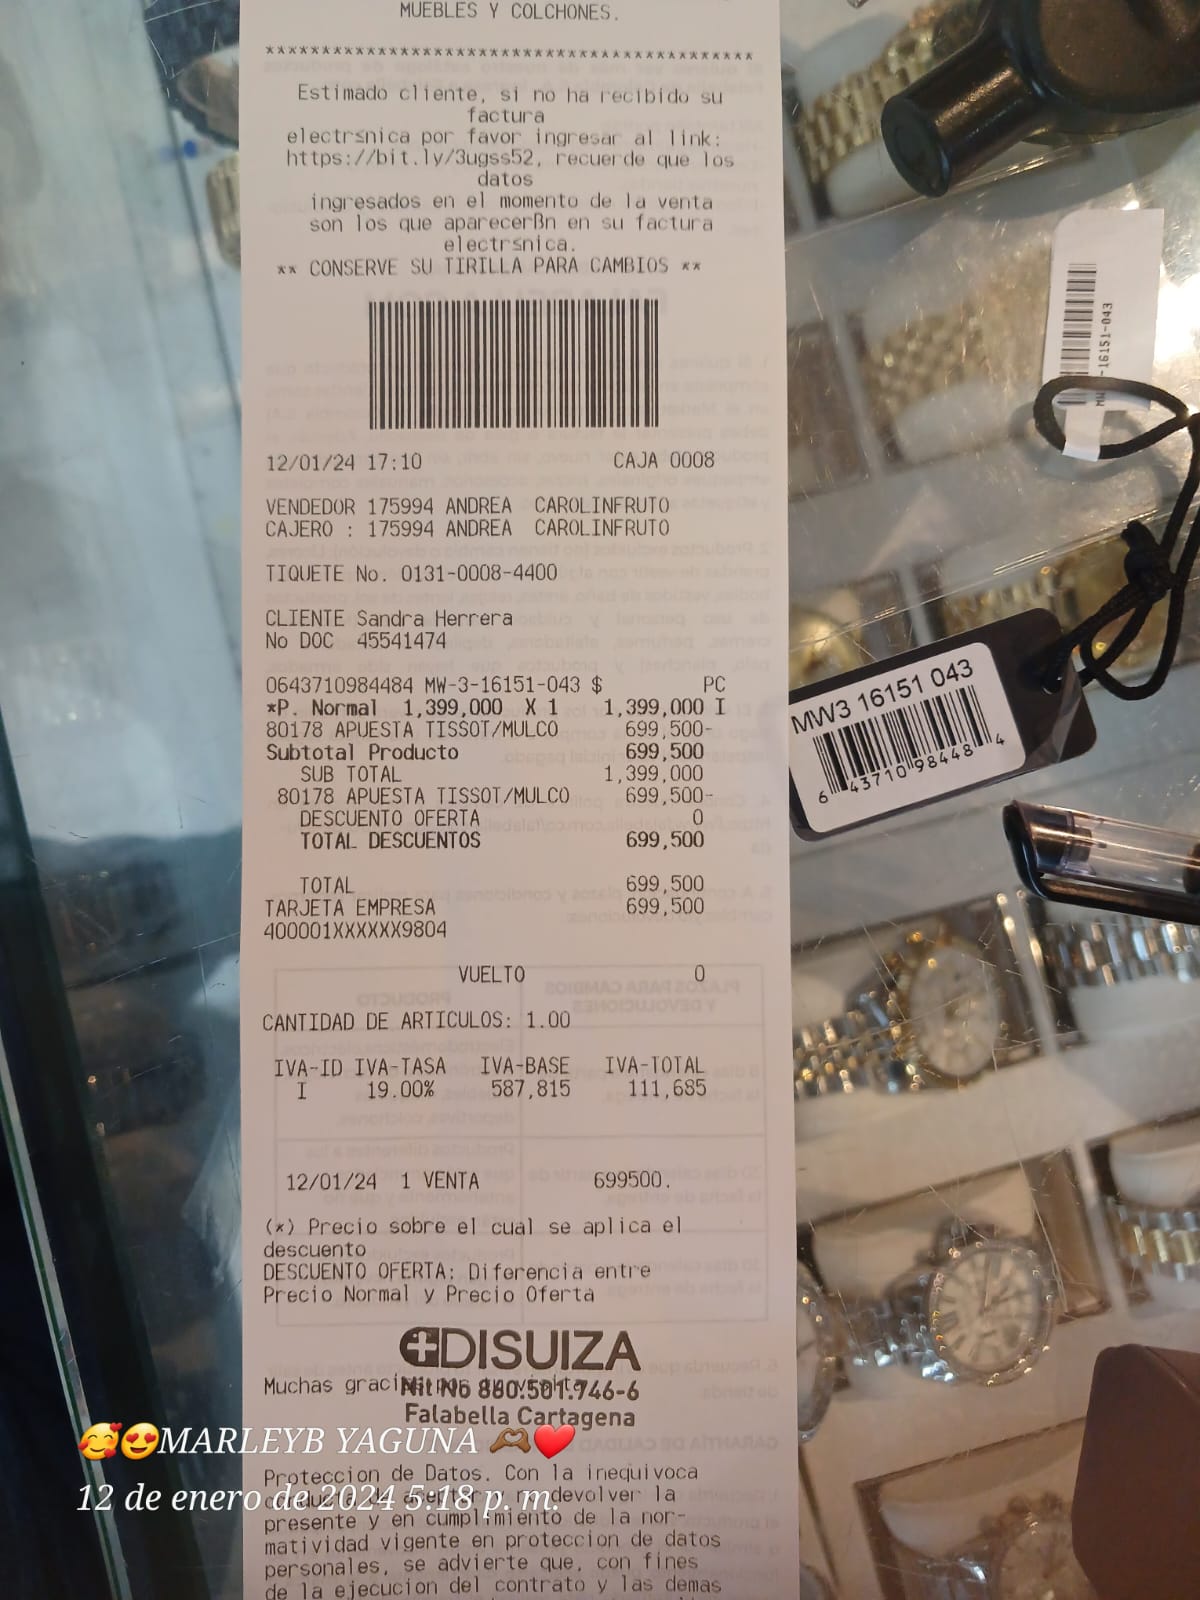 MUEBLES Y COLCHONES.
*******************************************
Estimado cliente, si no ha recibido su
factura
electrsnica por favor ingresar al link:
https://bit.ly/3ugss52, recuerde que los
datos
ingresados en el momento de la venta
son los que aparecerßn en su factura
electrsnica.
** CONSERVE SU TIRILLA PARA CAMBIOS **
12/01/24 17:10 CAJA 0008
VENDEDOR 175994 ANDREA CAROLINFRUTO
CAJERO : 175994 ANDREA CAROLINFRUTO
TIQUETE No. 0131-0008-4400
CLIENTE Sandra Herrera
No DOC 45541474
0643710984484 MW-3-16151-043 $ PC
*P. Normal 1,399,000 X 1 1,399,000 I
80178 APUESTA TISSOT/MULCO 699,500-
Subtotal Producto 699,500
SUB TOTAL 1,399,000
80178 APUESTA TISSOT/MULCO 699,500-
DESCUENTO OFERTA 0
TOTAL DESCUENTOS 699,500
TOTAL 699,500
TARJETA EMPRESA 699,500
400001XXXXXX9804
VUELTO 0
CANTIDAD DE ARTICULOS: 1.00
IVA-ID IVA-TASA IVA-BASE IVA-TOTAL
I 19.00% 587,815 111,685
12/01/24 1 VENTA 699500.
(*) Precio sobre el cual se aplica el
descuento
DESCUENTO OFERTA: Diferencia entre
Precio Normal y Precio Oferta
DISUIZA
Muchas gracias por
Nit No 860.501.746-6
Falabella Cartagena
🥰😍MARLEYB YAGUNA 🫶🏾❤️
Proteccion de Datos. Con la inequivoca
12 de enero de 2024 5:18 p. m.
devolver la
presente y en cumplimiento de la nor-
matividad vigente en proteccion de datos
personales, se advierte que, con fines
de la ejecucion del contrato y las demas
-16151-043
MW3 16151 043
6 43710 98448 4